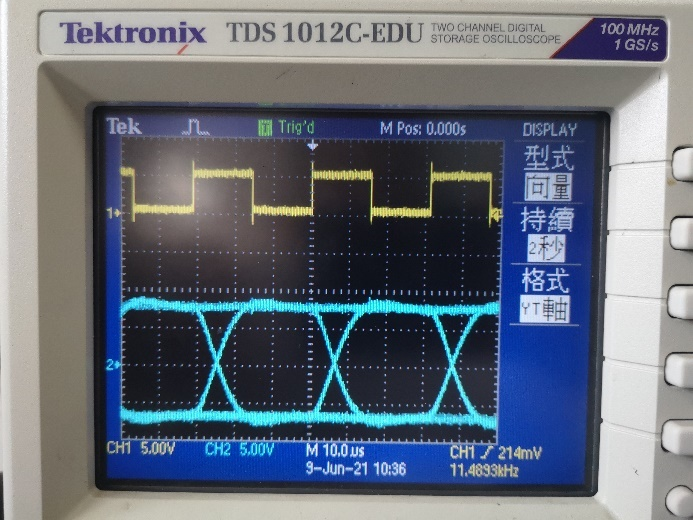 Tektronix TDS 1012C-EDU TWO CHANNEL DIGITAL STORAGE OSCILLOSCOPE
100 MHz
1 GS/s
Tek Trig'd M Pos: 0.000s DISPLAY
型式
向量
持續
2秒
格式
YT軸
1
2
CH1 5.00V CH2 5.00V M 10.0µs CH1 214mV
9-Jun-21 10:36 11.4893kHz